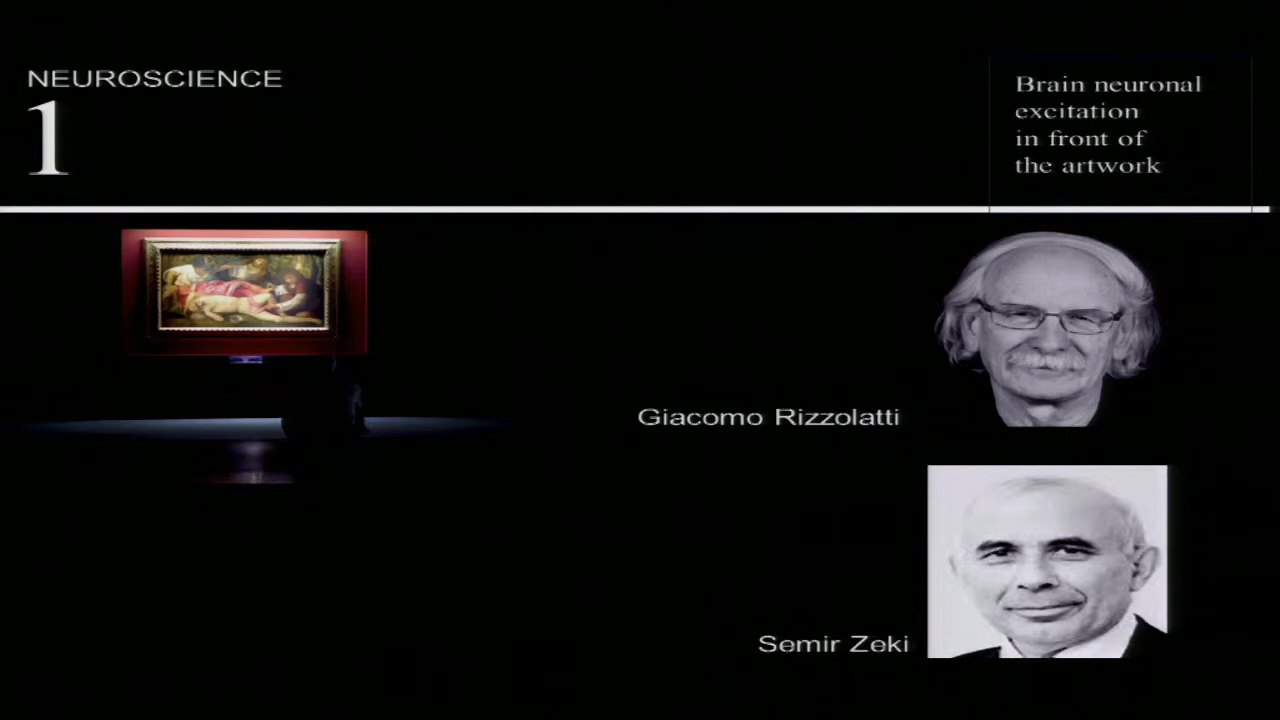 NEUROSCIENCE
1
Brain neuronal
excitation
in front of
the artwork
Giacomo Rizzolatti
Semir Zeki